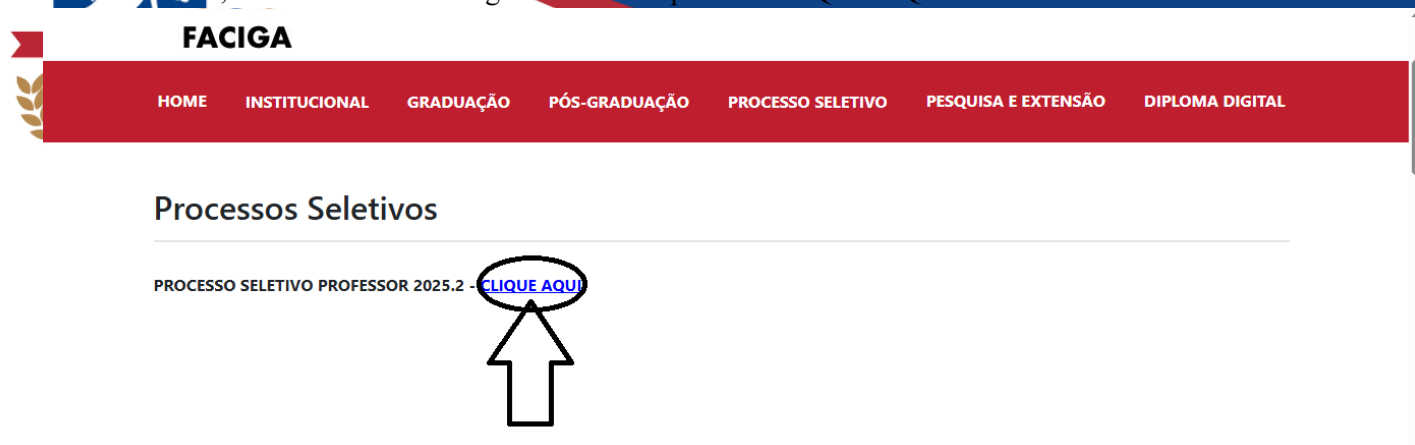 FACIGA
HOME INSTITUCIONAL GRADUAÇÃO PÓS-GRADUAÇÃO PROCESSO SELETIVO PESQUISA E EXTENSÃO DIPLOMA DIGITAL
Processos Seletivos
PROCESSO SELETIVO PROFESSOR 2025.2 - CLIQUE AQUI